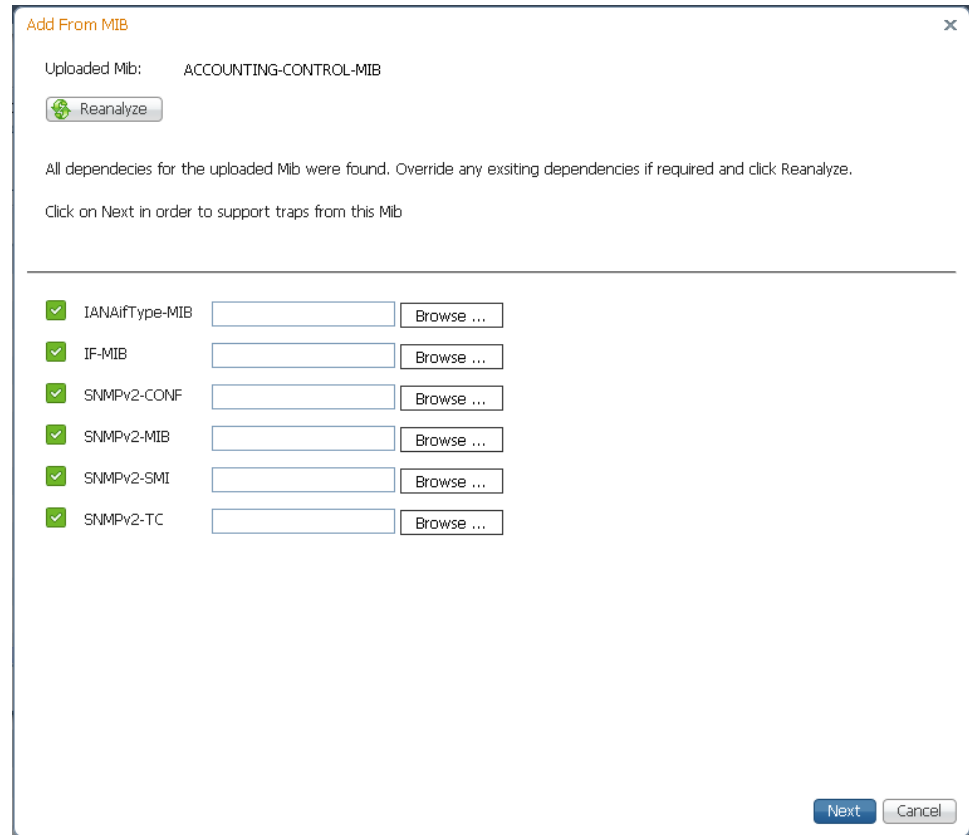 Add From MIB
Uploaded Mib: ACCOUNTING-CONTROL-MIB
Reanalyze
All dependecies for the uploaded Mib were found. Override any exsiting dependencies if required and click Reanalyze.
Click on Next in order to support traps from this Mib
IANAifType-MIB Browse ...
IF-MIB Browse ...
SNMPv2-CONF Browse ...
SNMPv2-MIB Browse ...
SNMPv2-SMI Browse ...
SNMPv2-TC Browse ...
Next Cancel